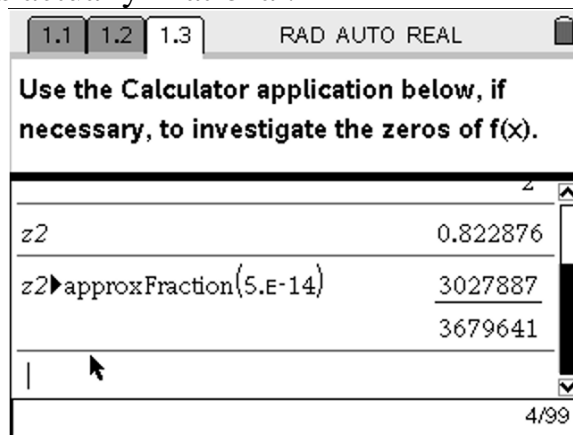 1.1 1.2 1.3 RAD AUTO REAL
Use the Calculator application below, if
necessary, to investigate the zeros of f(x).
z2 0.822876
z2▶approxFraction(5.E-14) 3027887
3679641
4/99